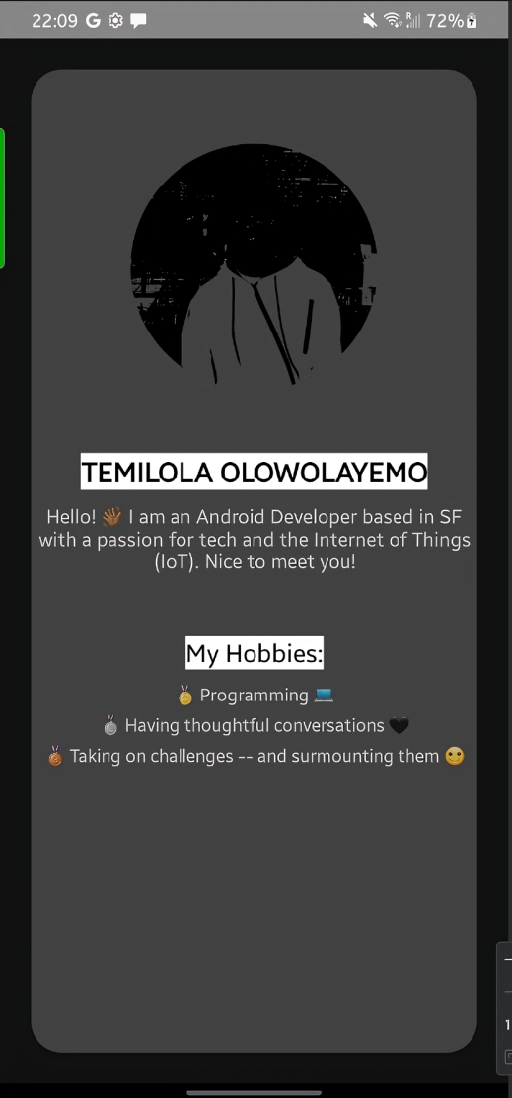 22:09 G 72%
TEMILOLA OLOWOLAYEMO
Hello! 👋🏾 I am an Android Developer based in SF
with a passion for tech and the Internet of Things
(IoT). Nice to meet you!
My Hobbies:
🥇 Programming 💻
🥈 Having thoughtful conversations 🖤
🥉 Taking on challenges -- and surmounting them 🙂
1